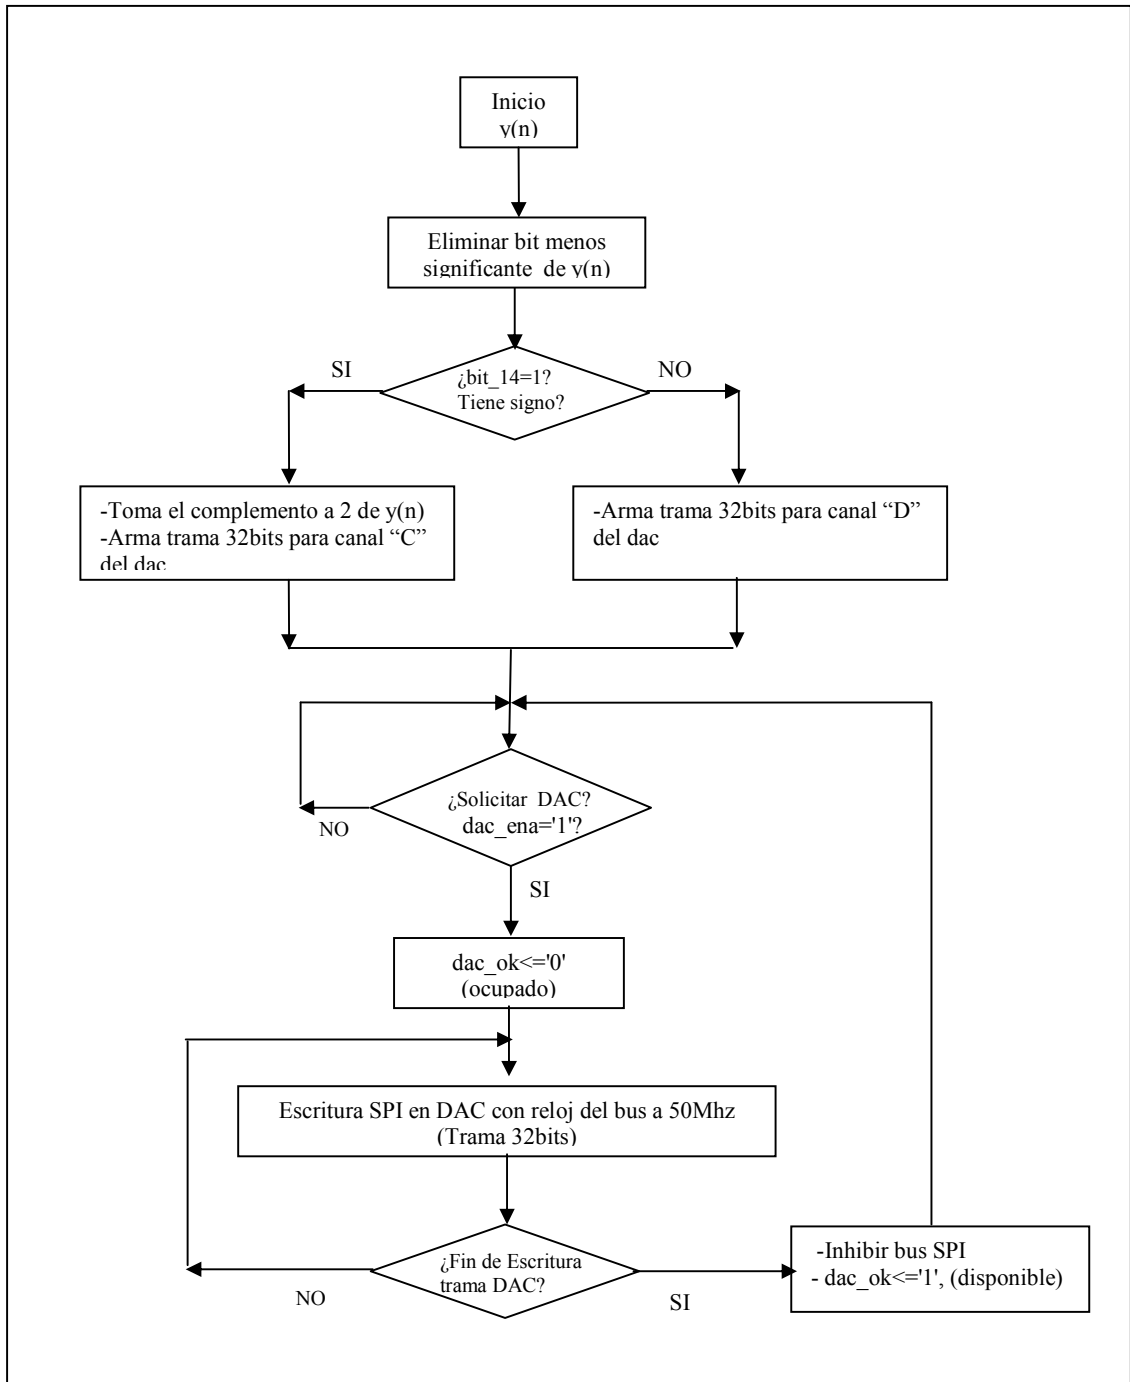 Inicio
y(n)
Eliminar bit menos
significante de y(n)
SI
¿bit_14=1?
Tiene signo?
NO
-Toma el complemento a 2 de y(n)
-Arma trama 32bits para canal “C”
del dac
-Arma trama 32bits para canal “D”
del dac
¿Solicitar DAC?
dac_ena='1'?
NO
SI
dac_ok<='0'
(ocupado)
Escritura SPI en DAC con reloj del bus a 50Mhz
(Trama 32bits)
¿Fin de Escritura
trama DAC?
NO
SI
-Inhibir bus SPI
- dac_ok<='1', (disponible)